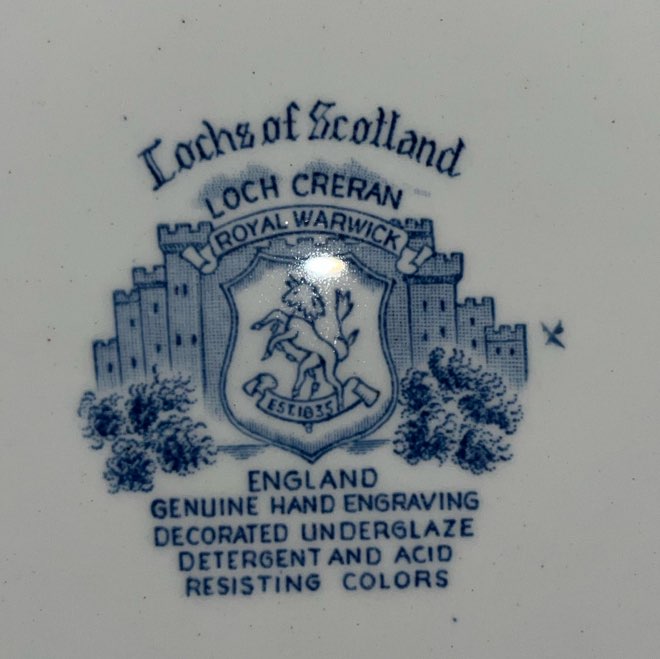 Lochs of Scotland
LOCH CRERAN
ROYAL WARWICK
EST. 1835
ENGLAND
GENUINE HAND ENGRAVING
DECORATED UNDERGLAZE
DETERGENT AND ACID
RESISTING COLORS